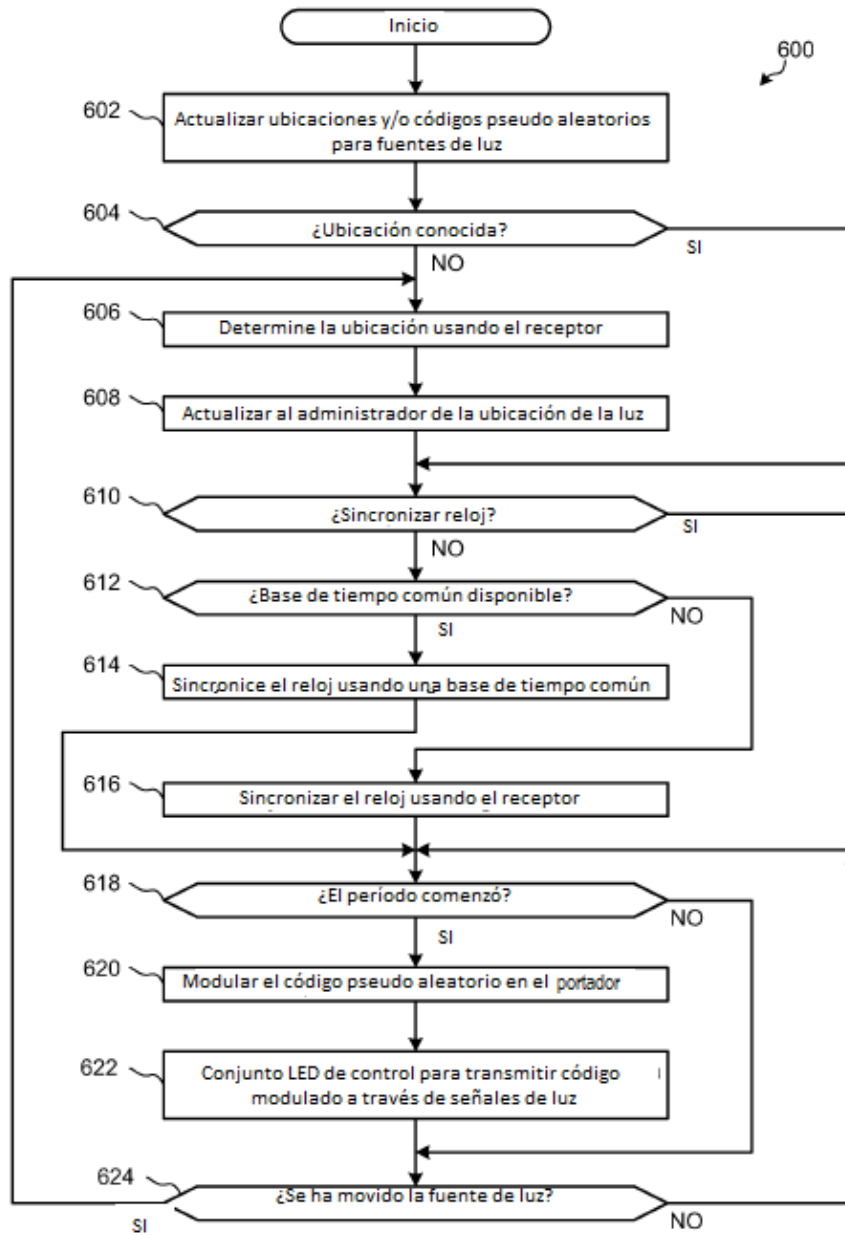 Inicio
600
602
Actualizar ubicaciones y/o códigos pseudo aleatorios
para fuentes de luz
604
¿Ubicación conocida?
SI
NO
606
Determine la ubicación usando el receptor
608
Actualizar al administrador de la ubicación de la luz
610
¿Sincronizar reloj?
SI
NO
612
¿Base de tiempo común disponible?
NO
SI
614
Sincronice el reloj usando una base de tiempo común
616
Sincronizar el reloj usando el receptor
618
¿El período comenzó?
NO
SI
620
Modular el código pseudo aleatorio en el portador
622
Conjunto LED de control para transmitir código
modulado a través de señales de luz
624
¿Se ha movido la fuente de luz?
SI
NO